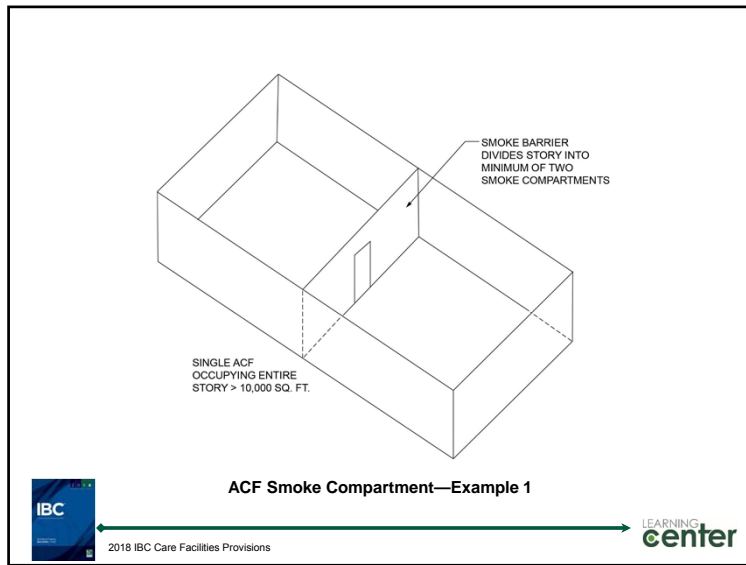 SMOKE BARRIER
DIVIDES STORY INTO
MINIMUM OF TWO
SMOKE COMPARTMENTS
SINGLE ACF
OCCUPYING ENTIRE
STORY > 10,000 SQ. FT.
ACF Smoke Compartment—Example 1
IBC
2018 IBC Care Facilities Provisions
LEARNING
center